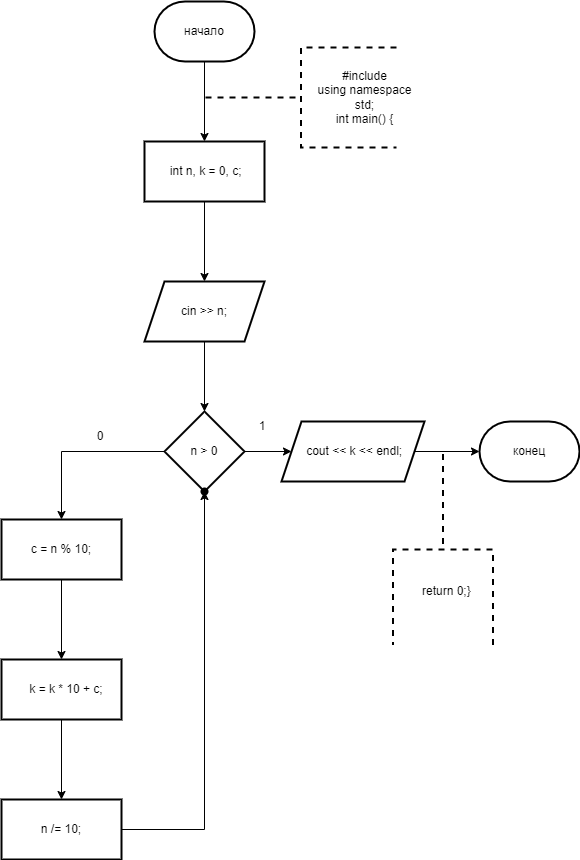 начало
#include
using namespace
std;
int main() {
int n, k = 0, c;
cin >> n;
0
1
n > 0
cout << k << endl;
конец
c = n % 10;
return 0;}
k = k * 10 + c;
n /= 10;